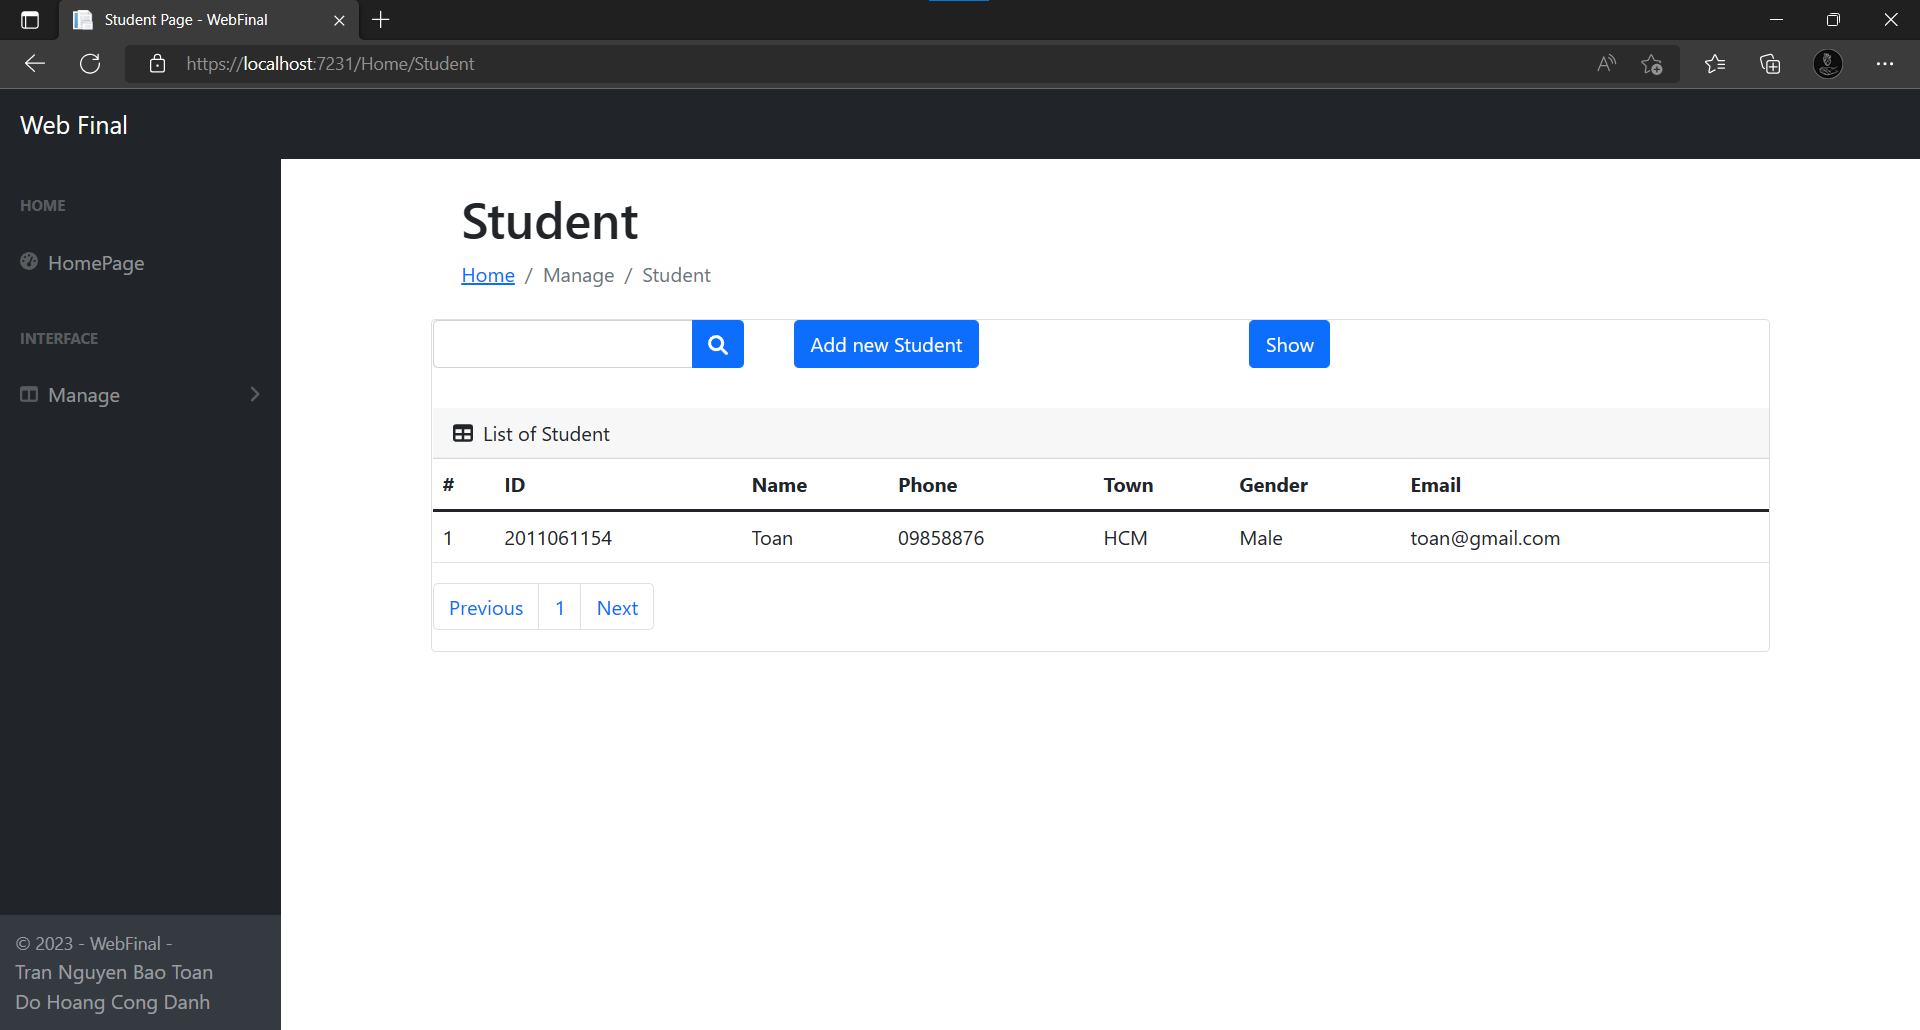 Student Page - WebFinal
https://localhost:7231/Home/Student
Web Final
HOME
HomePage
INTERFACE
Manage
Student
Home / Manage / Student
Add new Student Show
List of Student
# ID Name Phone Town Gender Email
1 2011061154 Toan 09858876 HCM Male toan@gmail.com
Previous 1 Next
© 2023 - WebFinal -
Tran Nguyen Bao Toan
Do Hoang Cong Danh